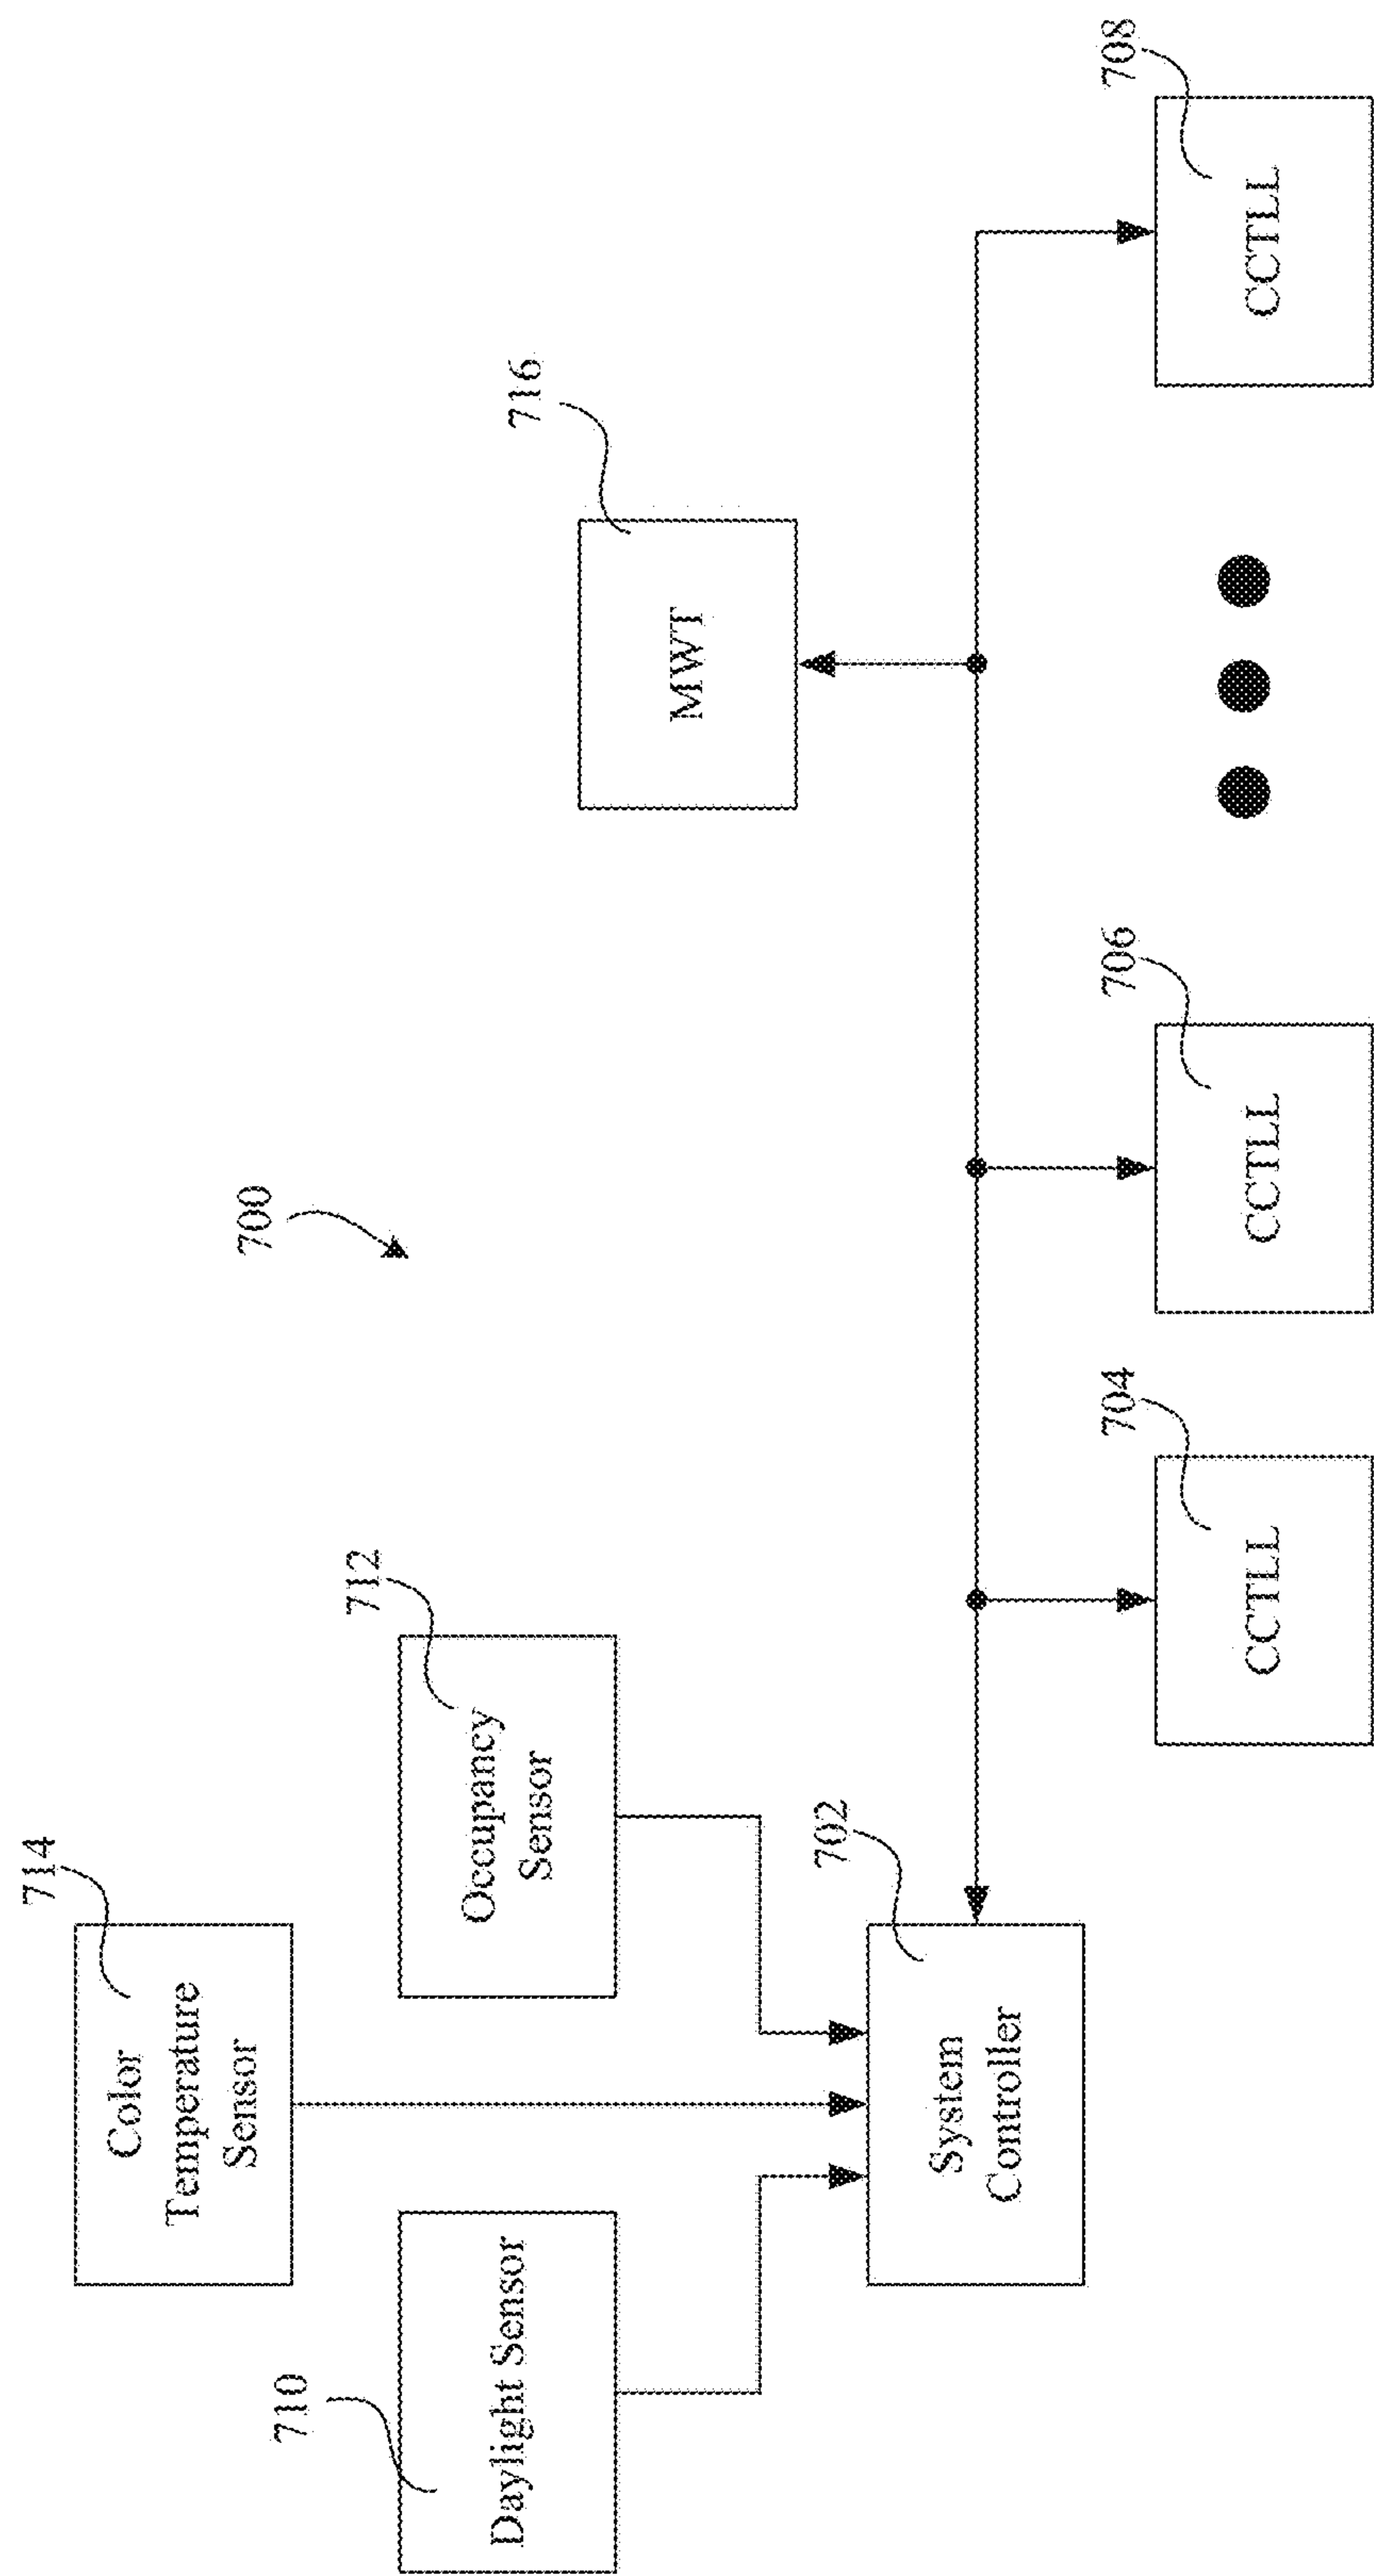 700
714
Color
Temperature
Sensor
710
Daylight Sensor
712
Occupancy
Sensor
716
MWT
702
System
Controller
704
CCTLL
706
CCTLL
708
CCTLL